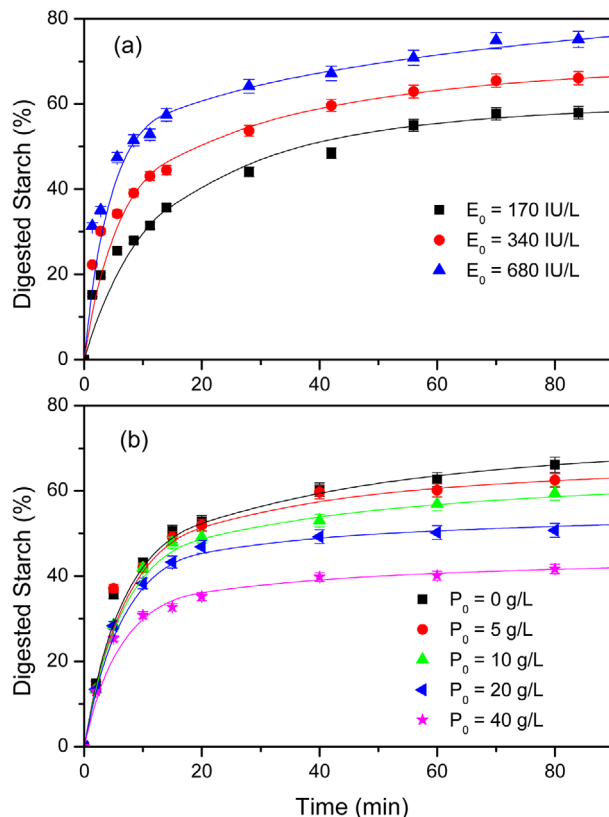 (a)
80
60
40
20
0
Digested Starch (%)
E₀ = 170 IU/L
E₀ = 340 IU/L
E₀ = 680 IU/L
0 20 40 60 80
(b)
80
60
40
20
0
Digested Starch (%)
P₀ = 0 g/L
P₀ = 5 g/L
P₀ = 10 g/L
P₀ = 20 g/L
P₀ = 40 g/L
0 20 40 60 80
Time (min)